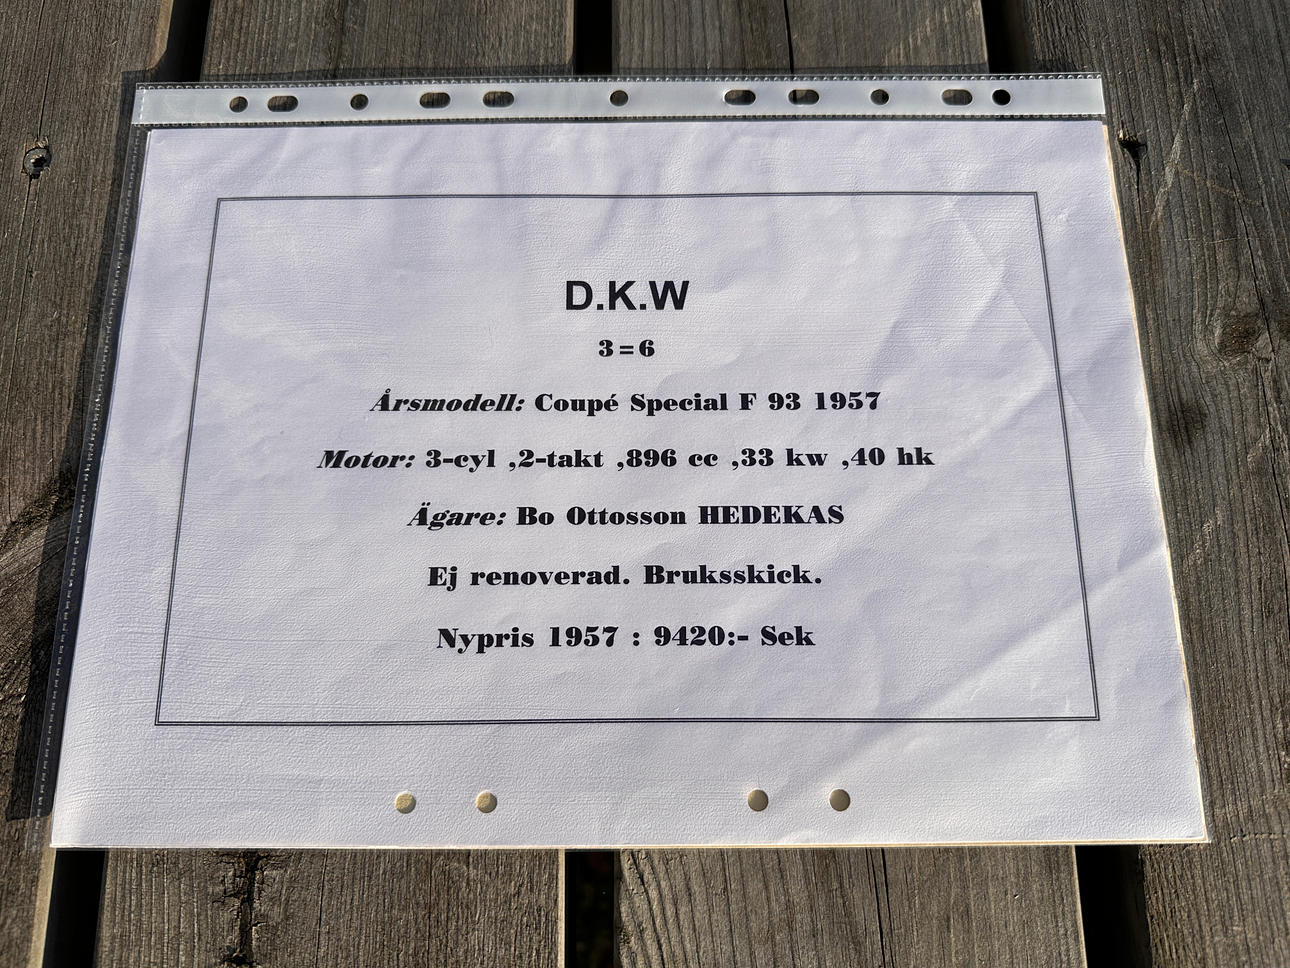 D.K.W
3=6
Årsmodell: Coupé Special F 93 1957
Motor: 3-cyl ,2-takt ,896 cc ,33 kw ,40 hk
Ägare: Bo Ottosson HEDEKAS
Ej renoverad. Bruksskick.
Nypris 1957 : 9420:- Sek